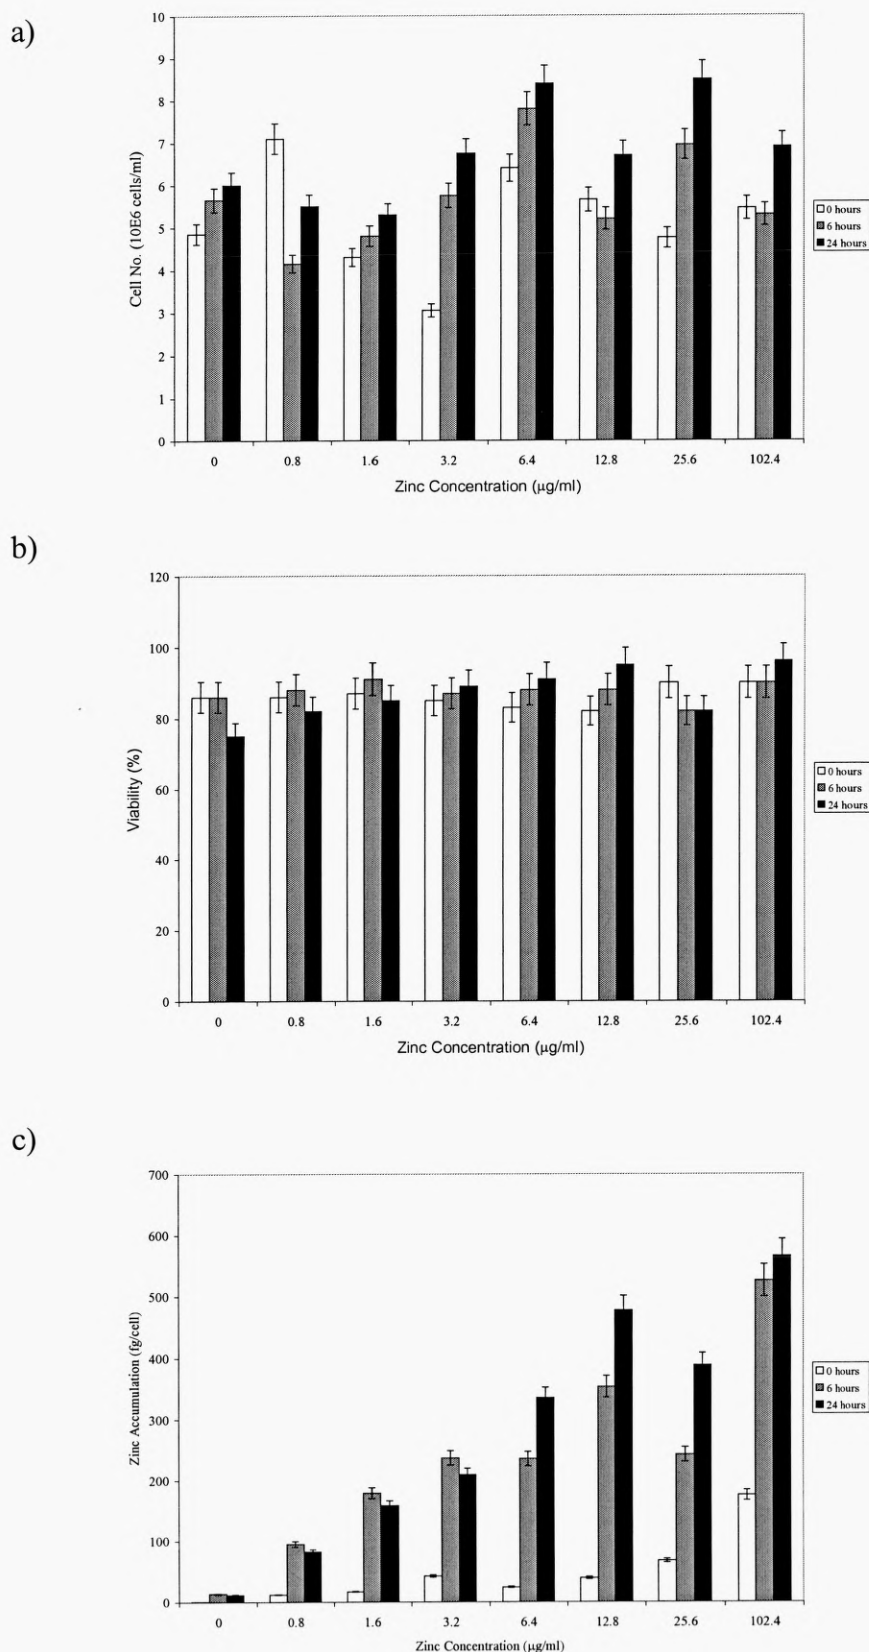 a)
10
9
8
7
6
5
4
3
2
1
0
Cell No. (10E6 cells/ml)
0 0.8 1.6 3.2 6.4 12.8 25.6 102.4
Zinc Concentration (μg/ml)
0 hours
6 hours
24 hours
b)
120
100
80
60
40
20
0
Viability (%)
0 0.8 1.6 3.2 6.4 12.8 25.6 102.4
Zinc Concentration (μg/ml)
0 hours
6 hours
24 hours
c)
700
600
500
400
300
200
100
0
Zinc Accumulation (fg/cell)
0 0.8 1.6 3.2 6.4 12.8 25.6 102.4
Zinc Concentration (μg/ml)
0 hours
6 hours
24 hours